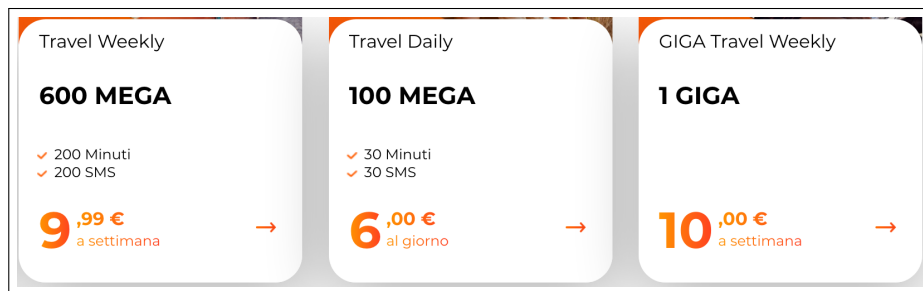 Travel Weekly
600 MEGA
200 Minuti
200 SMS
9,99 €
a settimana
Travel Daily
100 MEGA
30 Minuti
30 SMS
6,00 €
al giorno
GIGA Travel Weekly
1 GIGA
10,00 €
a settimana